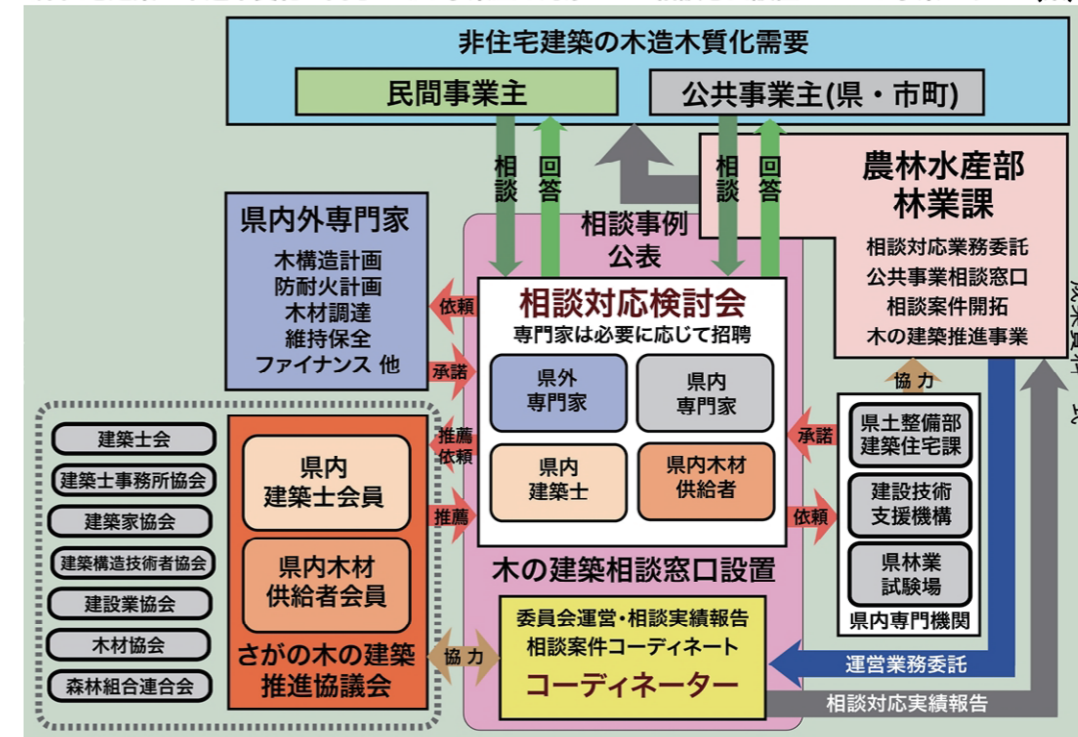 非住宅建築の木造木質化需要
民間事業主
公共事業主(県・市町)
相談
回答
相談
回答
農林水産部
林業課
相談対応業務委託
公共事業相談窓口
相談案件開拓
木の建築推進事業
県内外専門家
木構造計画
防耐火計画
木材調達
維持保全
ファイナンス 他
相談事例
公表
依頼
承諾
相談対応検討会
専門家は必要に応じて招聘
県外
専門家
県内
専門家
県内
建築士
県内木材
供給者
推薦
依頼
推薦
承諾
依頼
協力
県土整備部
建築住宅課
建設技術
支援機構
県林業
試験場
県内専門機関
建築士会
建築士事務所協会
建築家協会
建築構造技術者協会
建設業協会
木材協会
森林組合連合会
県内
建築士会員
県内木材
供給者会員
さがの木の建築
推進協議会
協力
木の建築相談窓口設置
委員会運営・相談実績報告
相談案件コーディネート
コーディネーター
運営業務委託
相談対応実績報告